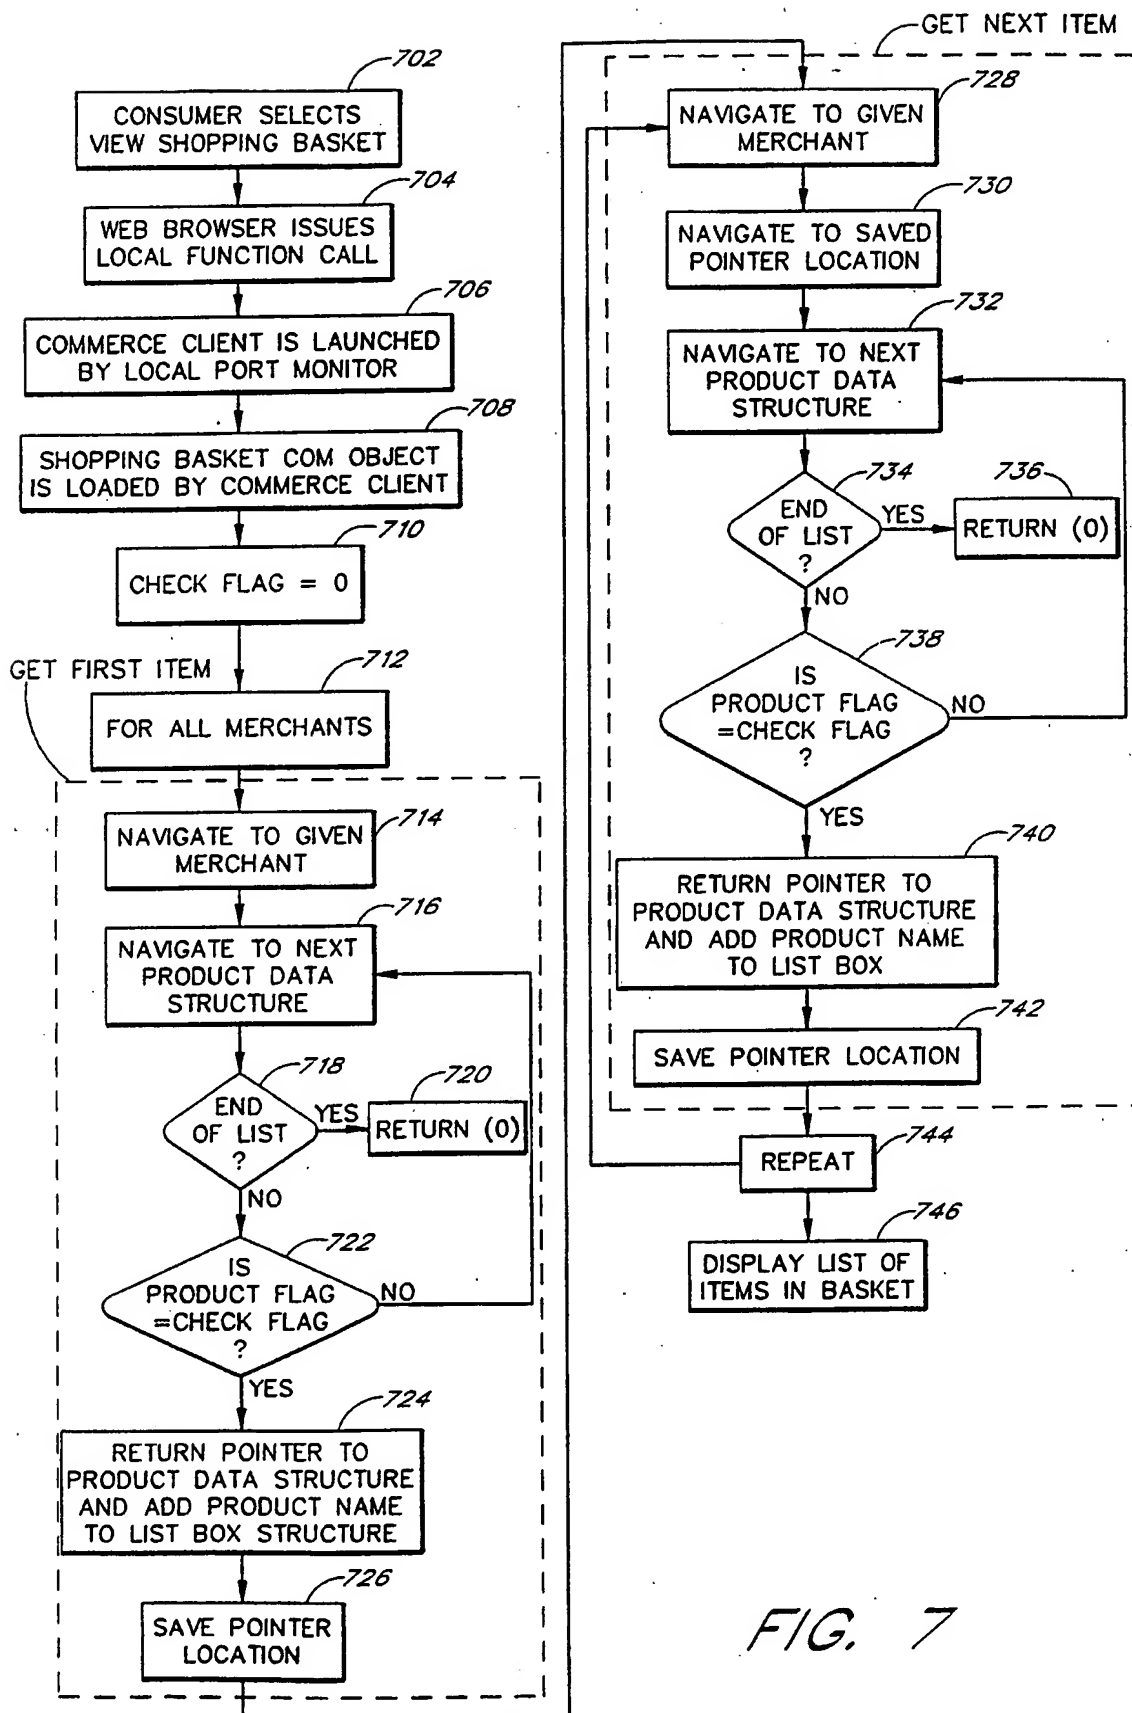 702
CONSUMER SELECTS
VIEW SHOPPING BASKET
704
WEB BROWSER ISSUES
LOCAL FUNCTION CALL
706
COMMERCE CLIENT IS LAUNCHED
BY LOCAL PORT MONITOR
708
SHOPPING BASKET COM OBJECT
IS LOADED BY COMMERCE CLIENT
710
CHECK FLAG = 0
GET FIRST ITEM
712
FOR ALL MERCHANTS
714
NAVIGATE TO GIVEN
MERCHANT
716
NAVIGATE TO NEXT
PRODUCT DATA
STRUCTURE
718
END
OF LIST
?
YES
720
RETURN (0)
NO
722
IS
PRODUCT FLAG
=CHECK FLAG
?
NO
YES
724
RETURN POINTER TO
PRODUCT DATA STRUCTURE
AND ADD PRODUCT NAME
TO LIST BOX STRUCTURE
726
SAVE POINTER
LOCATION
GET NEXT ITEM
728
NAVIGATE TO GIVEN
MERCHANT
730
NAVIGATE TO SAVED
POINTER LOCATION
732
NAVIGATE TO NEXT
PRODUCT DATA
STRUCTURE
734
END
OF LIST
?
YES
736
RETURN (0)
NO
738
IS
PRODUCT FLAG
=CHECK FLAG
?
NO
YES
740
RETURN POINTER TO
PRODUCT DATA STRUCTURE
AND ADD PRODUCT NAME
TO LIST BOX
742
SAVE POINTER LOCATION
744
REPEAT
746
DISPLAY LIST OF
ITEMS IN BASKET
FIG. 7